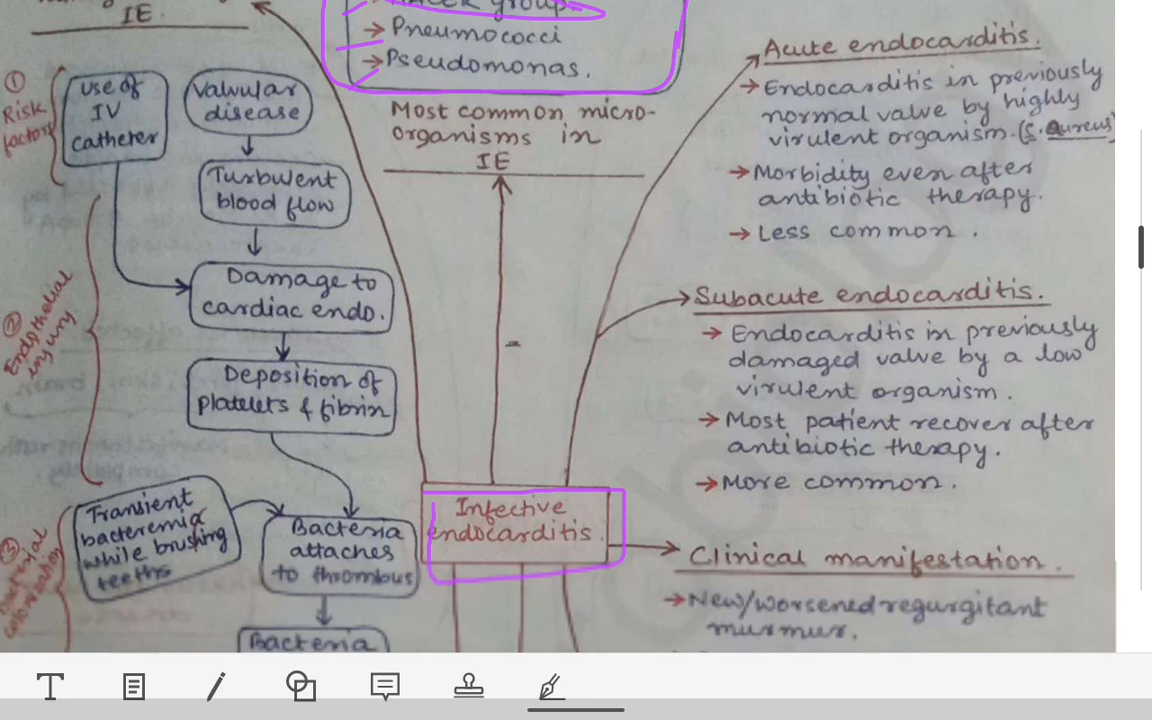 IE
group
→ Pneumococci
→ Pseudomonas.
Most common micro-
organisms in
IE
① Risk
factors
Use of
IV
catheter
Valvular
disease
Turbulent
blood flow
② Endothelial
injury
Damage to
cardiac endo.
Deposition of
platelets & fibrin
③
Transient
bacteremia
while brushing
teeths
Bacteria
attaches
to thrombus
Bacteria
Infective
endocarditis.
Acute endocarditis.
→ Endocarditis in previously
normal valve by highly
virulent organism (S. aureus)
→ Morbidity even after
antibiotic therapy.
→ Less common.
Subacute endocarditis.
→ Endocarditis in previously
damaged valve by a low
virulent organism.
→ Most patient recover after
antibiotic therapy.
→ More common.
Clinical manifestation.
→ New/worsened regurgitant
murmur.